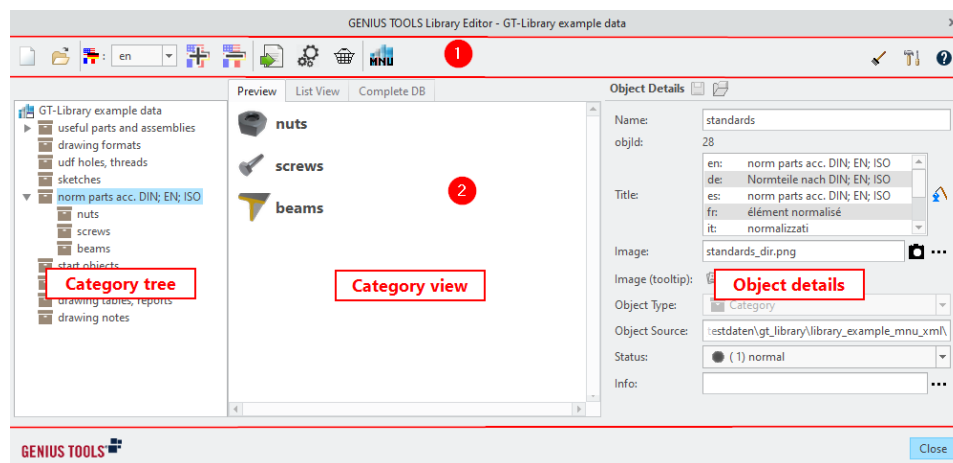 GENIUS TOOLS Library Editor - GT-Library example data
en
MNU
1
Preview
List View
Complete DB
Object Details
GT-Library example data
useful parts and assemblies
drawing formats
udf holes, threads
sketches
norm parts acc. DIN; EN; ISO
nuts
screws
beams
start objects
Category tree
drawing tables, reports
drawing notes
nuts
screws
beams
2
Category view
Name:
standards
objId:
28
Title:
en: norm parts acc. DIN; EN; ISO
de: Normteile nach DIN; EN; ISO
es: norm parts acc. DIN; EN; ISO
fr: élément normalisé
it: normalizzati
Image:
standards_dir.png
Image (tooltip):
Object details
Object Type:
Category
Object Source:
testdaten\gt_library\library_example_mnu_xml\
Status:
( 1) normal
Info:
GENIUS TOOLS
Close